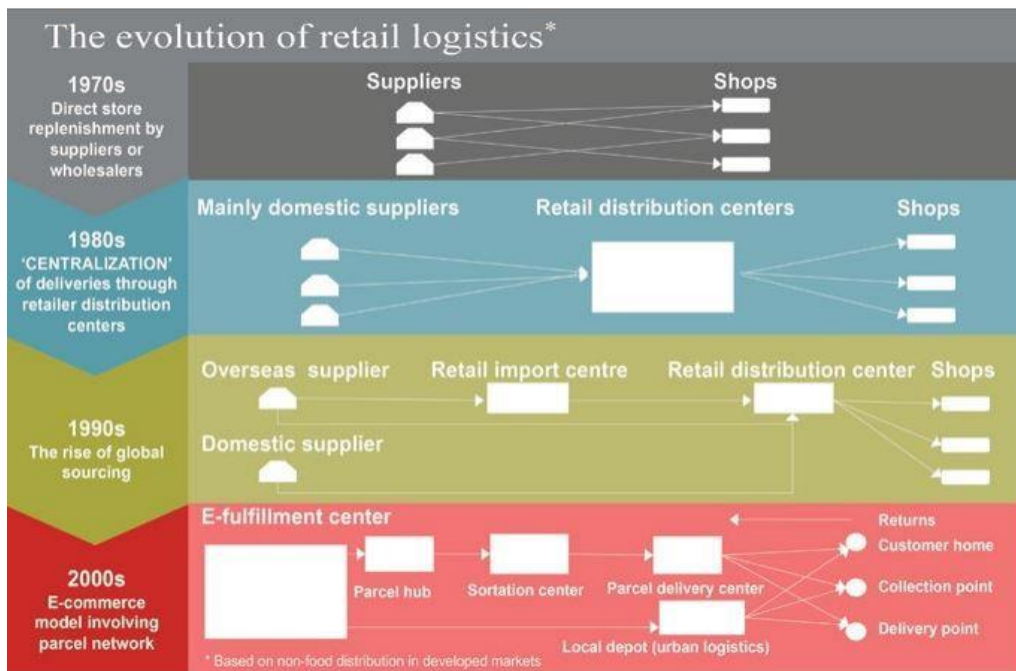 The evolution of retail logistics*
1970s
Direct store
replenishment by
suppliers or
wholesalers
Suppliers
Shops
1980s
'CENTRALIZATION'
of deliveries through
retailer distribution
centers
Mainly domestic suppliers
Retail distribution centers
Shops
1990s
The rise of global
sourcing
Overseas supplier
Retail import centre
Retail distribution center
Shops
Domestic supplier
2000s
E-commerce
model involving
parcel network
E-fulfillment center
Parcel hub
Sortation center
Parcel delivery center
Local depot (urban logistics)
Returns
Customer home
Collection point
Delivery point
* Based on non-food distribution in developed markets